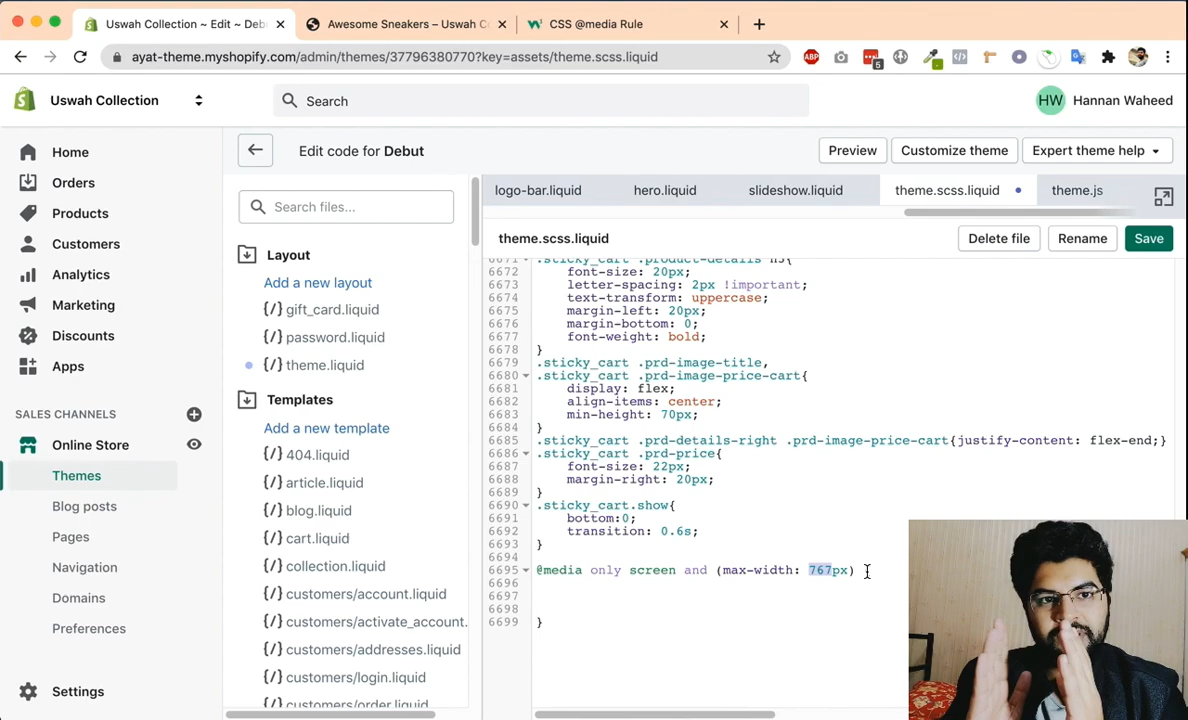 Uswah Collection ~ Edit ~ Deb
Awesome Sneakers – Uswah C
CSS @media Rule
ayat-theme.myshopify.com/admin/themes/37796380770?key=assets/theme.scss.liquid
ABP
5
Uswah Collection
Search
HW
Hannan Waheed
Home
Orders
Products
Customers
Analytics
Marketing
Discounts
Apps
SALES CHANNELS
Online Store
Themes
Blog posts
Pages
Navigation
Domains
Preferences
Settings
Edit code for Debut
Preview
Customize theme
Expert theme help
Search files...
Layout
Add a new layout
{/} gift_card.liquid
{/} password.liquid
{/} theme.liquid
Templates
Add a new template
{/} 404.liquid
{/} article.liquid
{/} blog.liquid
{/} cart.liquid
{/} collection.liquid
{/} customers/account.liquid
{/} customers/activate_account.
{/} customers/addresses.liquid
{/} customers/login.liquid
{/} customers/order.liquid
logo-bar.liquid
hero.liquid
slideshow.liquid
theme.scss.liquid
theme.js
theme.scss.liquid
Delete file
Rename
Save
6671 .sticky_cart .product-details h3{
6672 font-size: 20px;
6673 letter-spacing: 2px !important;
6674 text-transform: uppercase;
6675 margin-left: 20px;
6676 margin-bottom: 0;
6677 font-weight: bold;
6678 }
6679 .sticky_cart .prd-image-title,
6680 .sticky_cart .prd-image-price-cart{
6681 display: flex;
6682 align-items: center;
6683 min-height: 70px;
6684 }
6685 .sticky_cart .prd-details-right .prd-image-price-cart{justify-content: flex-end;}
6686 .sticky_cart .prd-price{
6687 font-size: 22px;
6688 margin-right: 20px;
6689 }
6690 .sticky_cart.show{
6691 bottom:0;
6692 transition: 0.6s;
6693 }
6694
6695 @media only screen and (max-width: 767px)
6696
6697
6698
6699 }